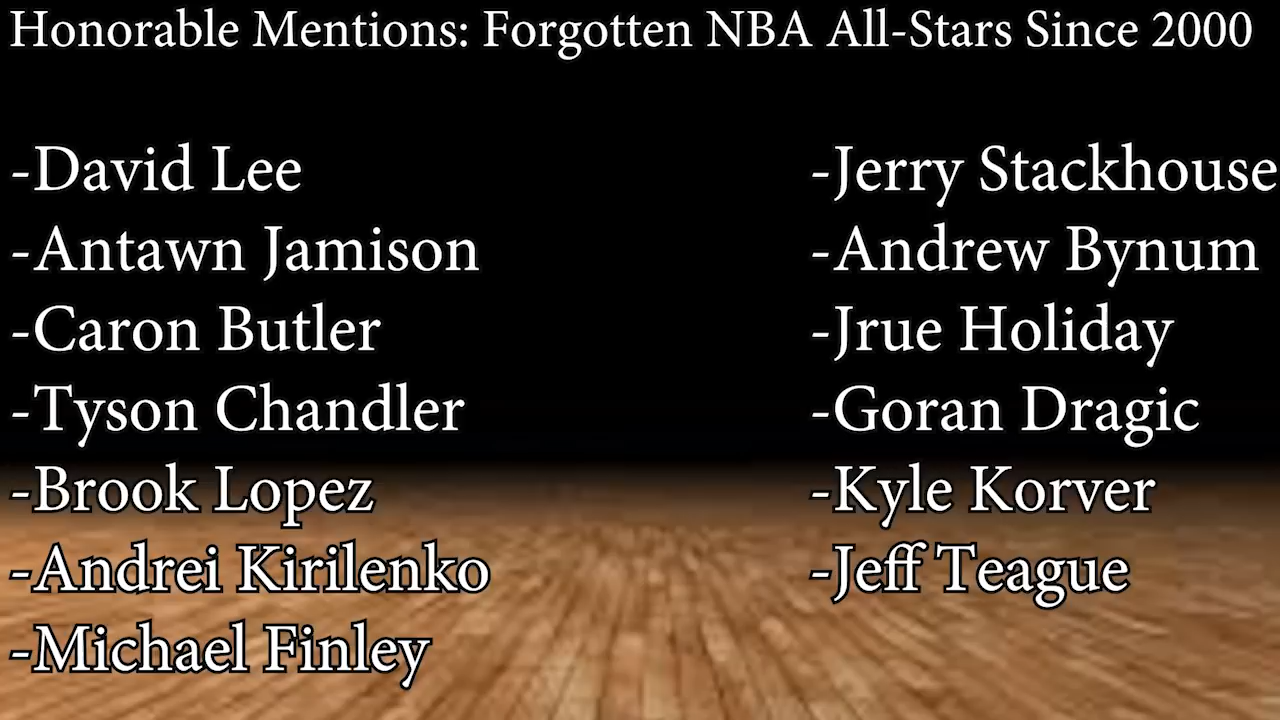 Honorable Mentions: Forgotten NBA All-Stars Since 2000
-David Lee
-Antawn Jamison
-Caron Butler
-Tyson Chandler
-Brook Lopez
-Andrei Kirilenko
-Michael Finley
-Jerry Stackhouse
-Andrew Bynum
-Jrue Holiday
-Goran Dragic
-Kyle Korver
-Jeff Teague